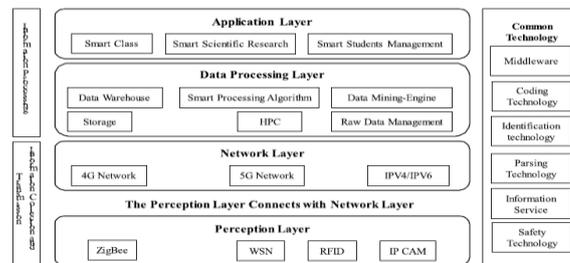 Application Layer
Smart Class
Smart Scientific Research
Smart Students Management
Data Processing Layer
Data Warehouse
Smart Processing Algorithm
Data Mining-Engine
Storage
HPC
Raw Data Management
Network Layer
4G Network
5G Network
IPV4/IPV6
The Perception Layer Connects with Network Layer
Perception Layer
ZigBee
WSN
RFID
IP CAM
Common
Technology
Middleware
Coding
Technology
Identification
technology
Parsing
Technology
Information
Service
Safety
Technology